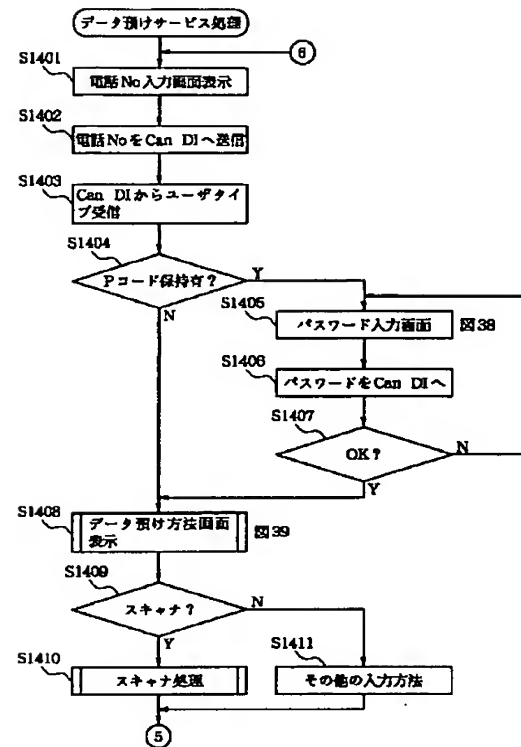 データ預けサービス処理
6
S1401
電話No入力画面表示
S1402
電話NoをCan DIへ送信
S1403
Can DIからユーザタイ
プ受信
S1404
Pコード保持有?
Y
N
S1405
パスワード入力画面
図38
S1406
パスワードをCan DIへ
S1407
OK?
N
Y
S1408
データ預け方法画面
表示
図39
S1409
スキャナ?
N
Y
S1410
スキャナ処理
S1411
その他の入力方法
5